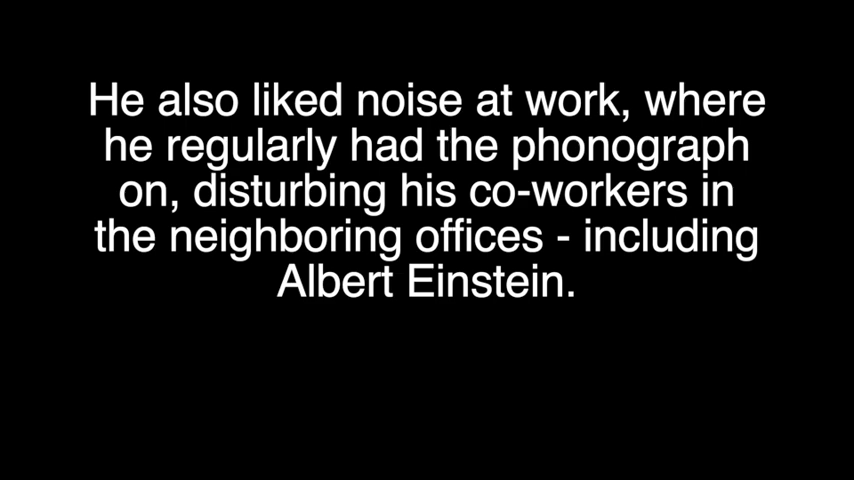 He also liked noise at work, where
he regularly had the phonograph
on, disturbing his co-workers in
the neighboring offices - including
Albert Einstein.